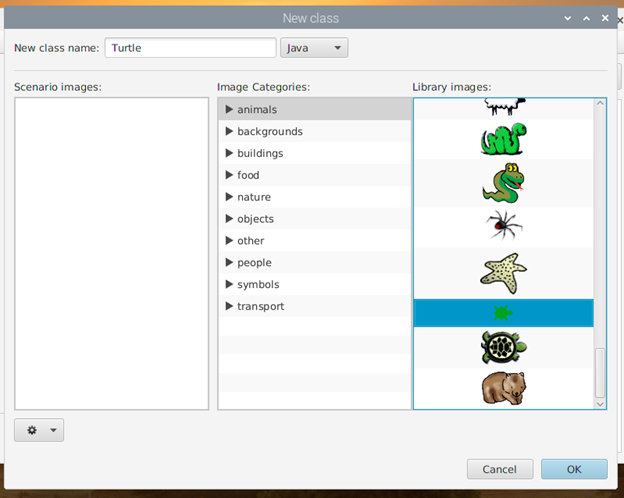 New class
New class name: Turtle Java
Scenario images: Image Categories: Library images:
animals
backgrounds
buildings
food
nature
objects
other
people
symbols
transport
Cancel OK